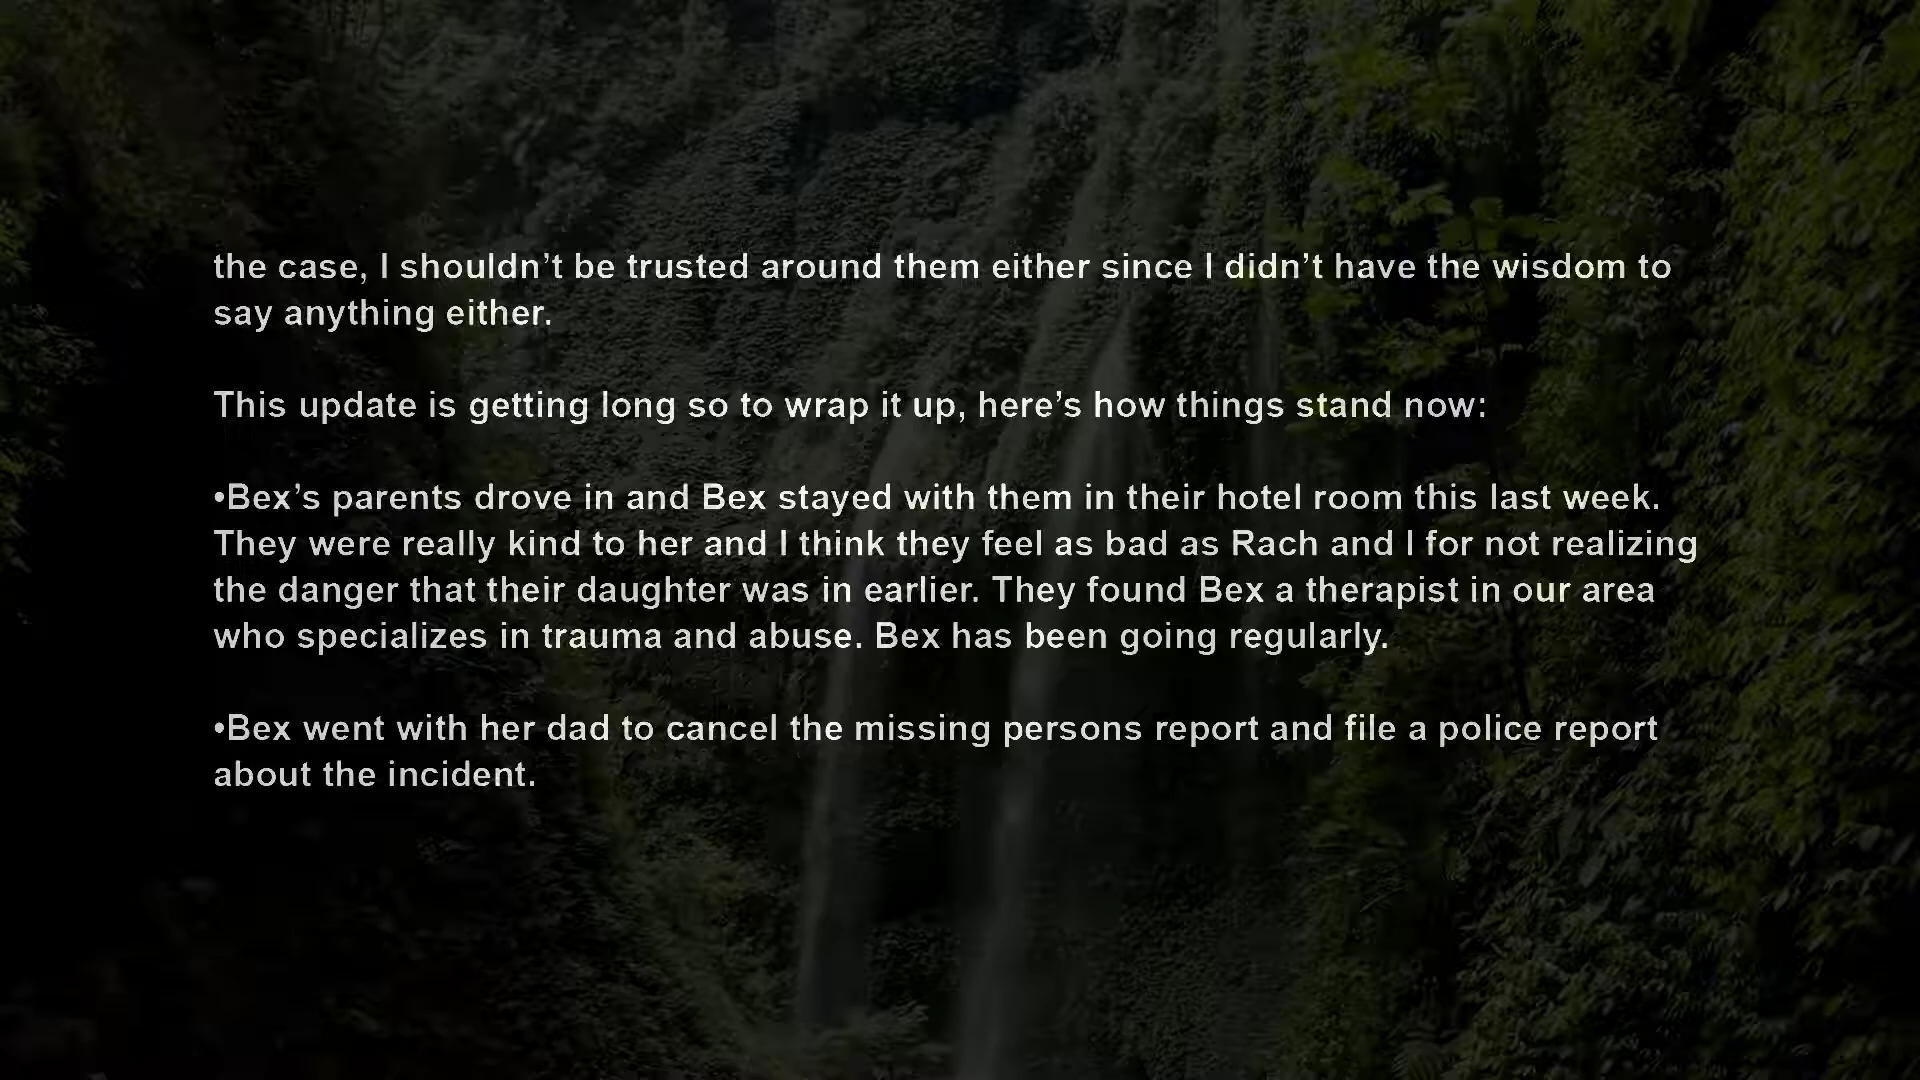 the case, I shouldn’t be trusted around them either since I didn’t have the wisdom to
say anything either.
This update is getting long so to wrap it up, here’s how things stand now:
•Bex’s parents drove in and Bex stayed with them in their hotel room this last week.
They were really kind to her and I think they feel as bad as Rach and I for not realizing
the danger that their daughter was in earlier. They found Bex a therapist in our area
who specializes in trauma and abuse. Bex has been going regularly.
•Bex went with her dad to cancel the missing persons report and file a police report
about the incident.